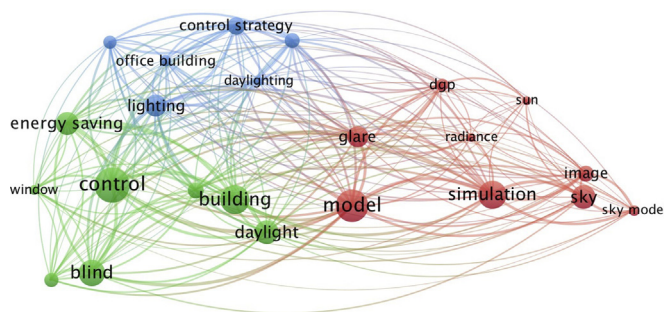 control strategy
office building
daylighting
dgp
sun
lighting
energy saving
glare
radiance
image
window
control
building
model
simulation
sky
sky mode
daylight
blind